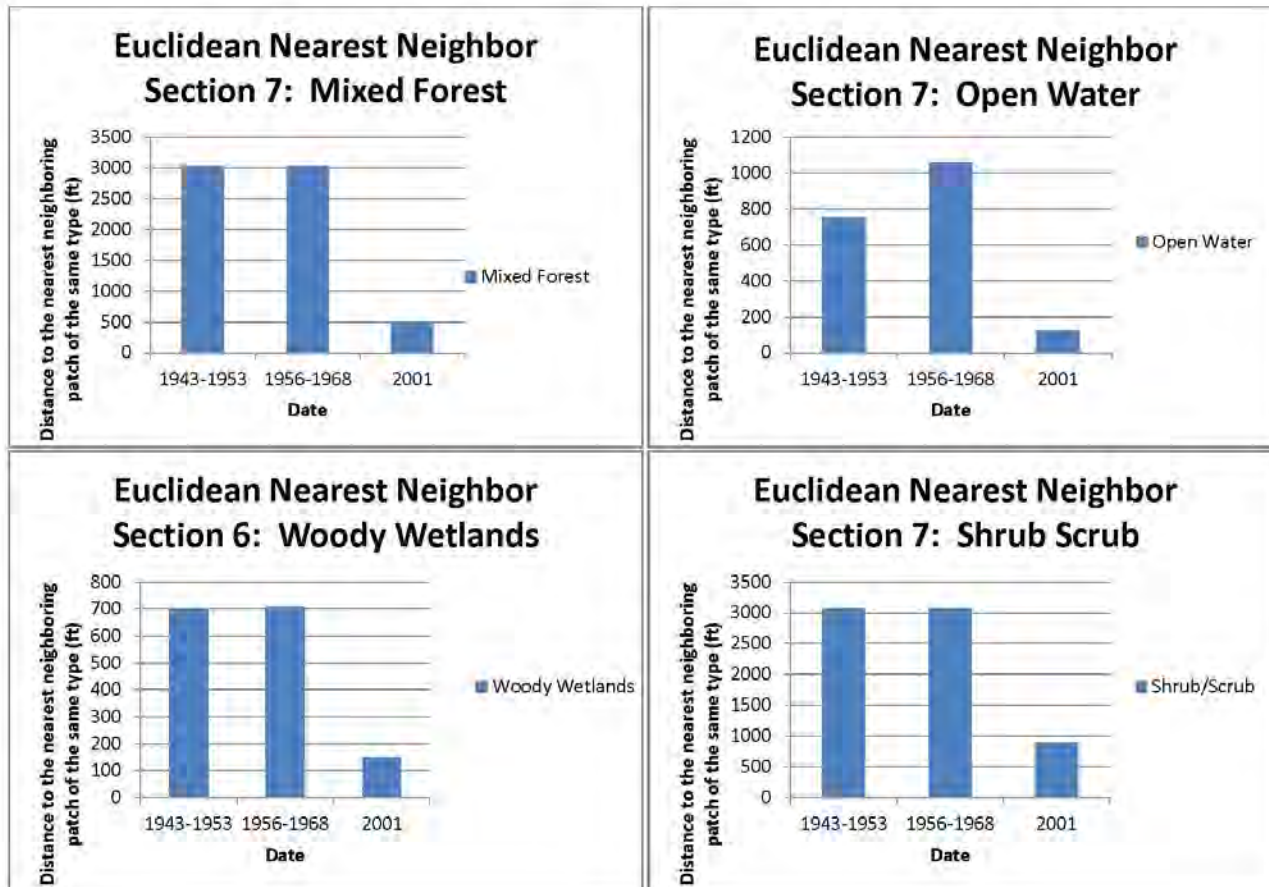 Euclidean Nearest Neighbor
Section 7: Mixed Forest
Distance to the nearest neighboring
patch of the same type (ft)
3500
3000
2500
2000
1500
1000
500
0
1943-1953
1956-1968
2001
Date
Mixed Forest
Euclidean Nearest Neighbor
Section 7: Open Water
Distance to the nearest neighboring
patch of the same type (ft)
1200
1000
800
600
400
200
0
1943-1953
1956-1968
2001
Date
Open Water
Euclidean Nearest Neighbor
Section 6: Woody Wetlands
Distance to the nearest neighboring
patch of the same type (ft)
800
700
600
500
400
300
200
100
0
1943-1953
1956-1968
2001
Date
Woody Wetlands
Euclidean Nearest Neighbor
Section 7: Shrub Scrub
Distance to the nearest neighboring
patch of the same type (ft)
3500
3000
2500
2000
1500
1000
500
0
1943-1953
1956-1968
2001
Date
Shrub/Scrub